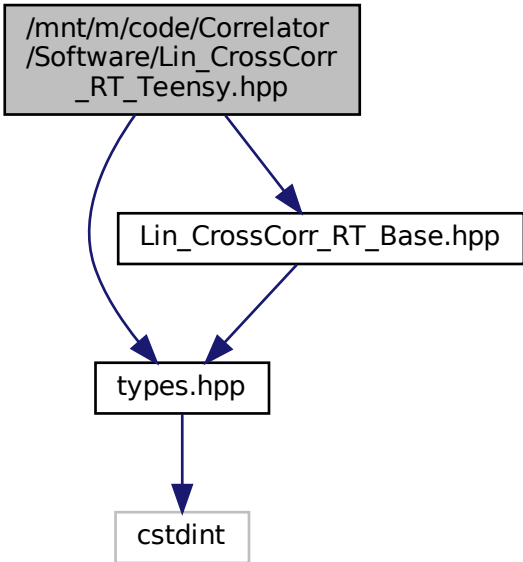 /mnt/m/code/Correlator
/Software/Lin_CrossCorr
_RT_Teensy.hpp
Lin_CrossCorr_RT_Base.hpp
types.hpp
cstdint